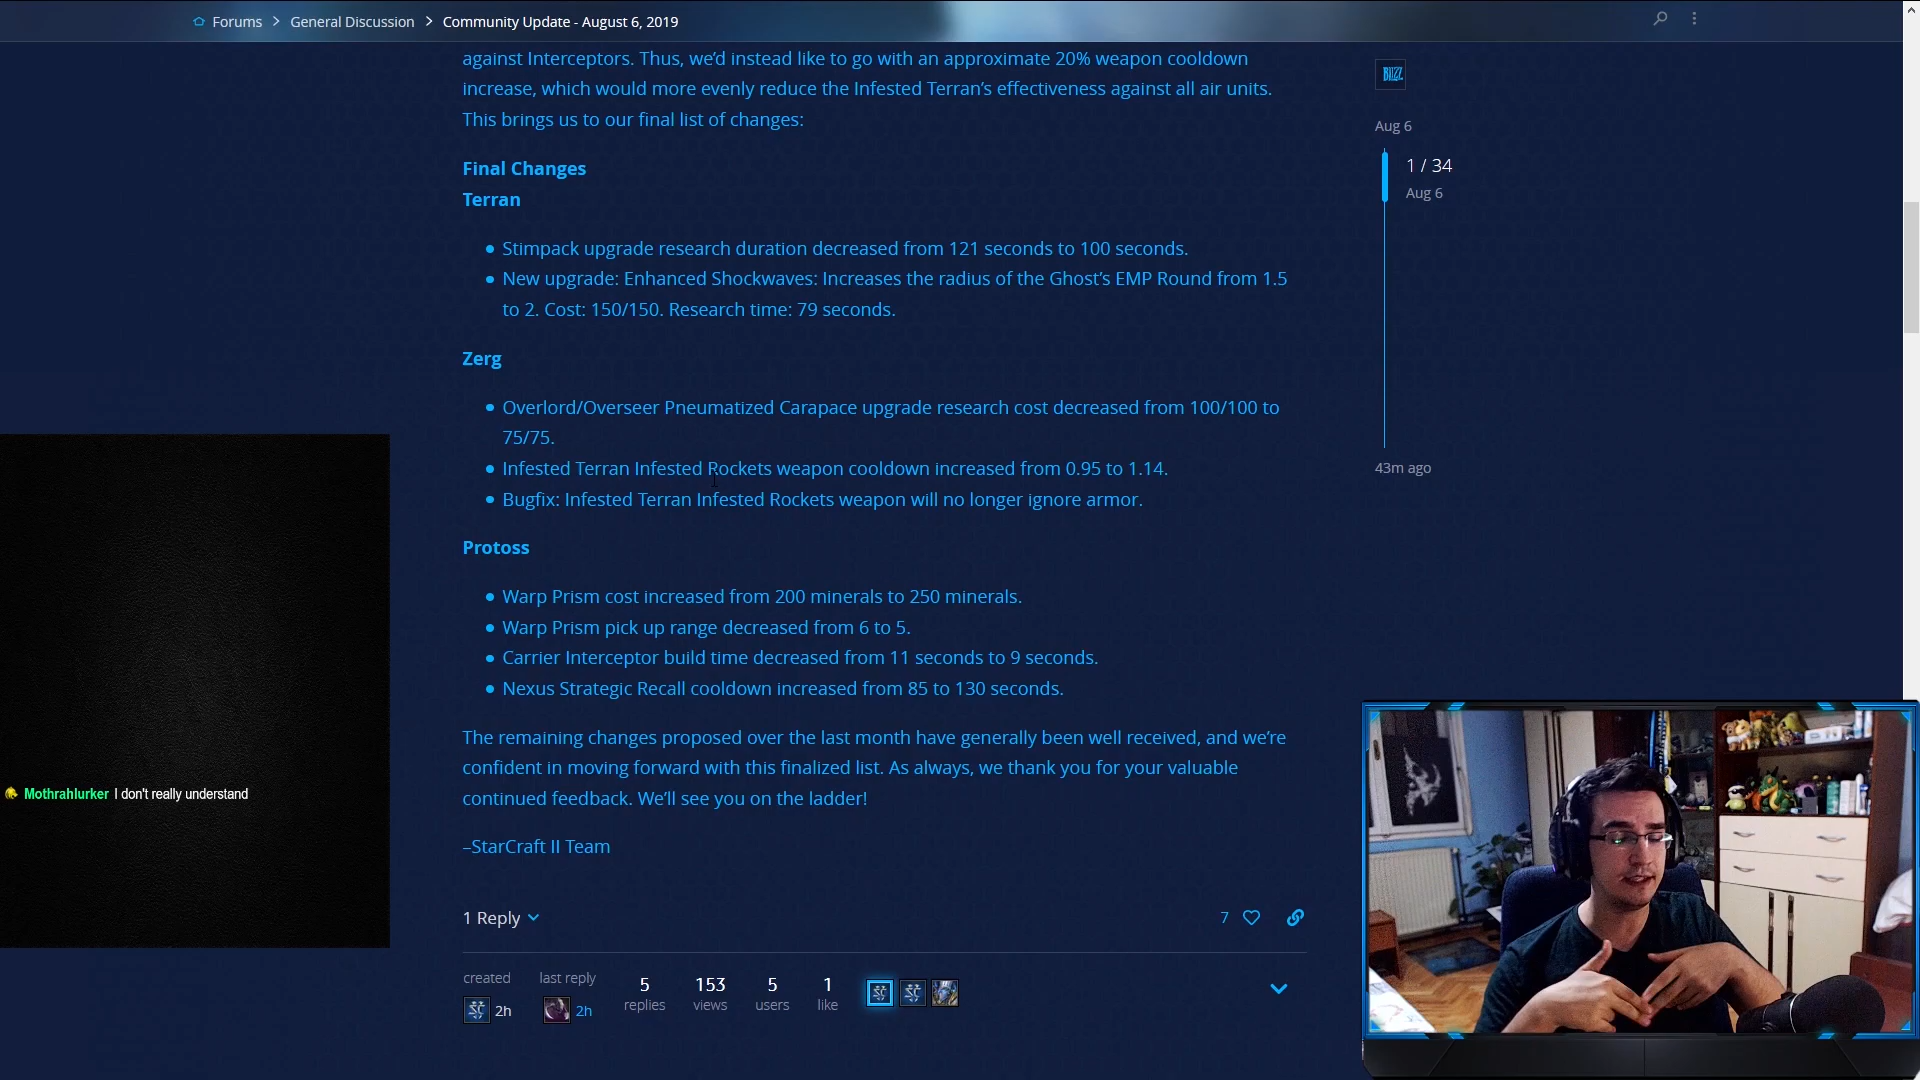 Forums > General Discussion > Community Update - August 6, 2019
against Interceptors. Thus, we'd instead like to go with an approximate 20% weapon cooldown
increase, which would more evenly reduce the Infested Terran's effectiveness against all air units.
This brings us to our final list of changes:
Final Changes
Terran
Stimpack upgrade research duration decreased from 121 seconds to 100 seconds.
New upgrade: Enhanced Shockwaves: Increases the radius of the Ghost's EMP Round from 1.5
to 2. Cost: 150/150. Research time: 79 seconds.
Zerg
Overlord/Overseer Pneumatized Carapace upgrade research cost decreased from 100/100 to
75/75.
Infested Terran Infested Rockets weapon cooldown increased from 0.95 to 1.14.
Bugfix: Infested Terran Infested Rockets weapon will no longer ignore armor.
Protoss
Warp Prism cost increased from 200 minerals to 250 minerals.
Warp Prism pick up range decreased from 6 to 5.
Carrier Interceptor build time decreased from 11 seconds to 9 seconds.
Nexus Strategic Recall cooldown increased from 85 to 130 seconds.
The remaining changes proposed over the last month have generally been well received, and we're
confident in moving forward with this finalized list. As always, we thank you for your valuable
continued feedback. We'll see you on the ladder!
–StarCraft II Team
1 Reply
7
created
2h
last reply
2h
5
replies
153
views
5
users
1
like
BLIZZ
Aug 6
1 / 34
Aug 6
43m ago
Mothrahlurker I don't really understand